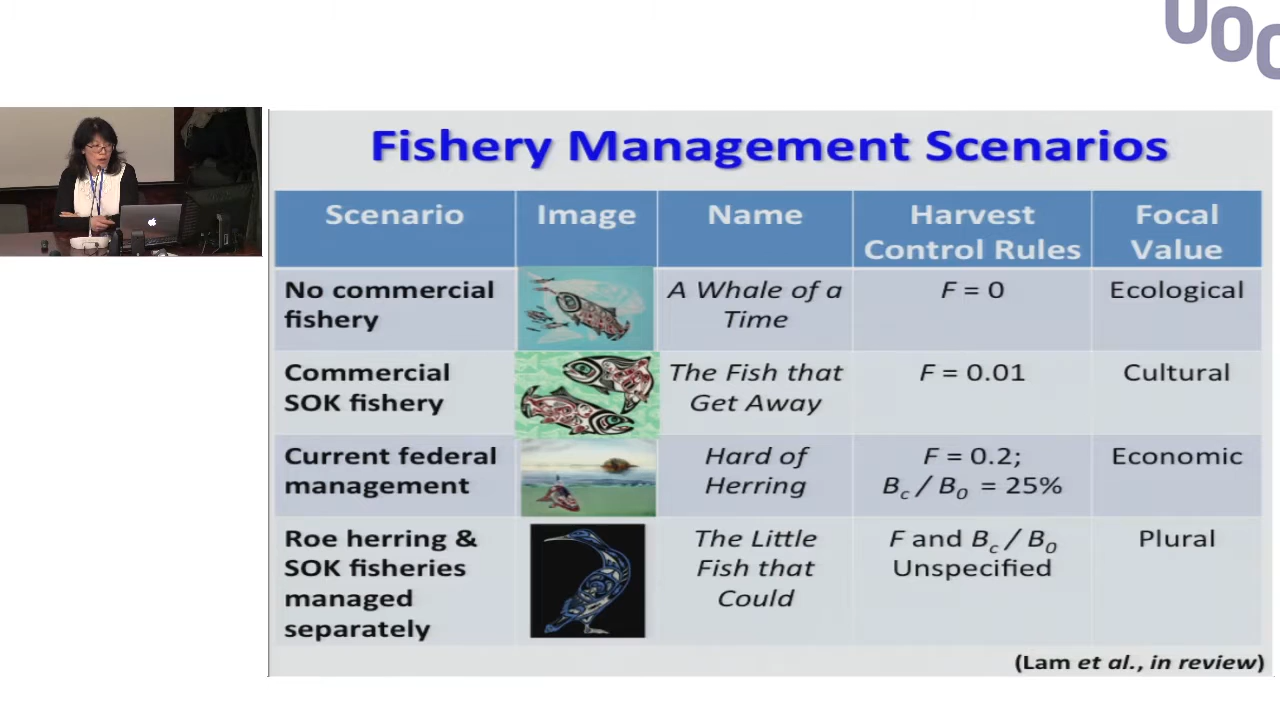 UOC
Fishery Management Scenarios
Scenario
Image
Name
Harvest
Control Rules
Focal
Value
No commercial
fishery
A Whale of a
Time
F = 0
Ecological
Commercial
SOK fishery
The Fish that
Get Away
F = 0.01
Cultural
Current federal
management
Hard of
Herring
F = 0.2;
Bc / B0 = 25%
Economic
Roe herring &
SOK fisheries
managed
separately
The Little
Fish that
Could
F and Bc / B0
Unspecified
Plural
(Lam et al., in review)